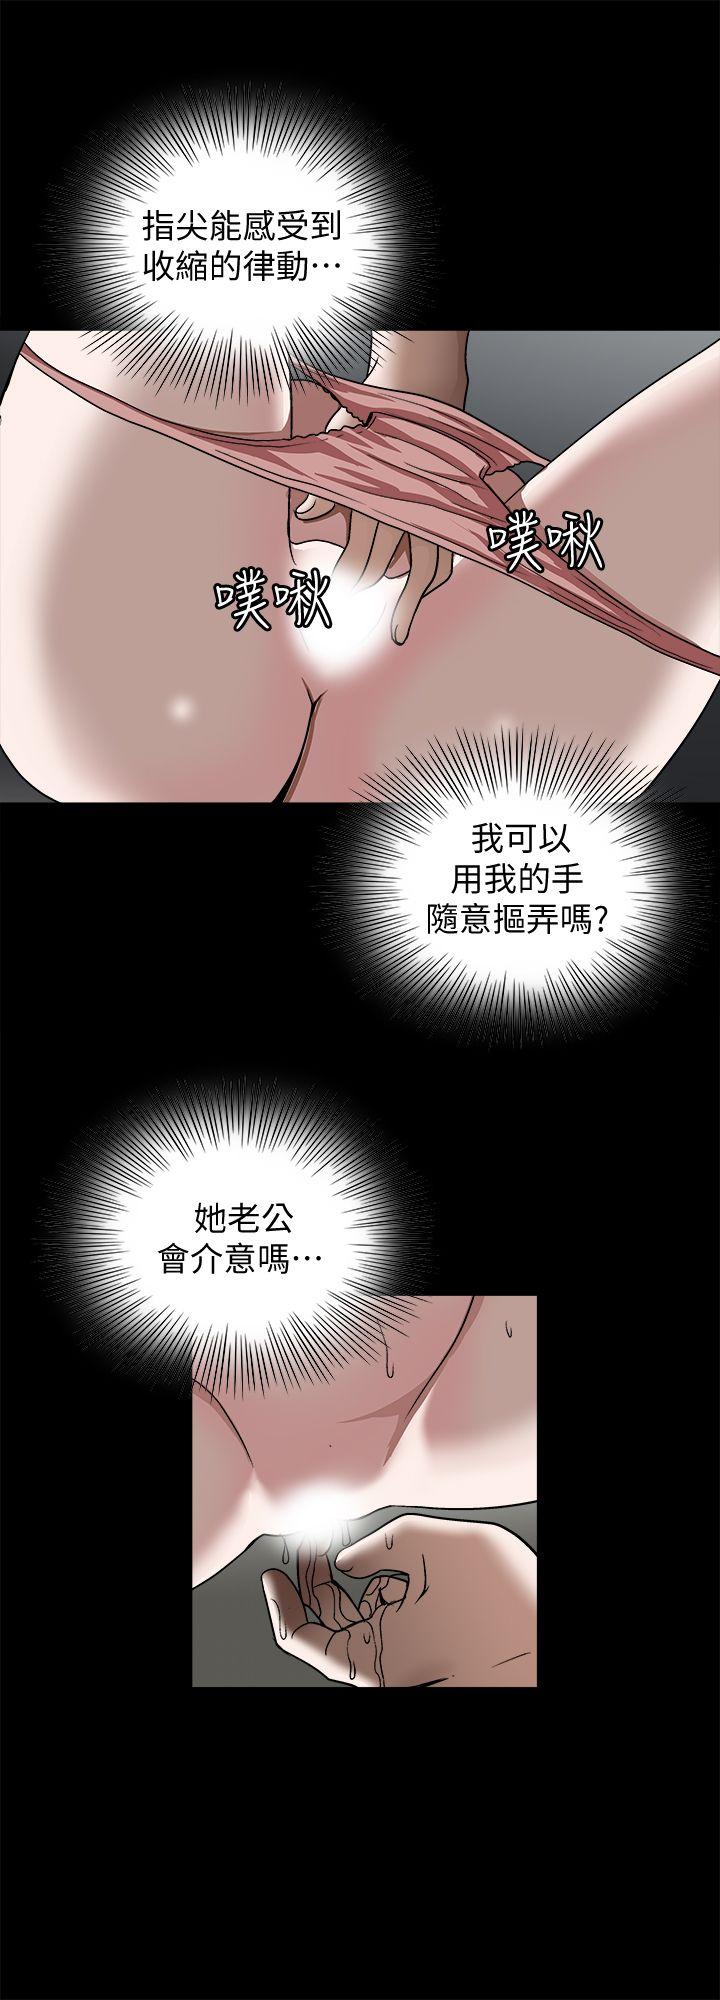 指尖能感受到
收縮的律動…
噗啾
噗啾
我可以
用我的手
隨意摳弄嗎?
她老公
會介意嗎…